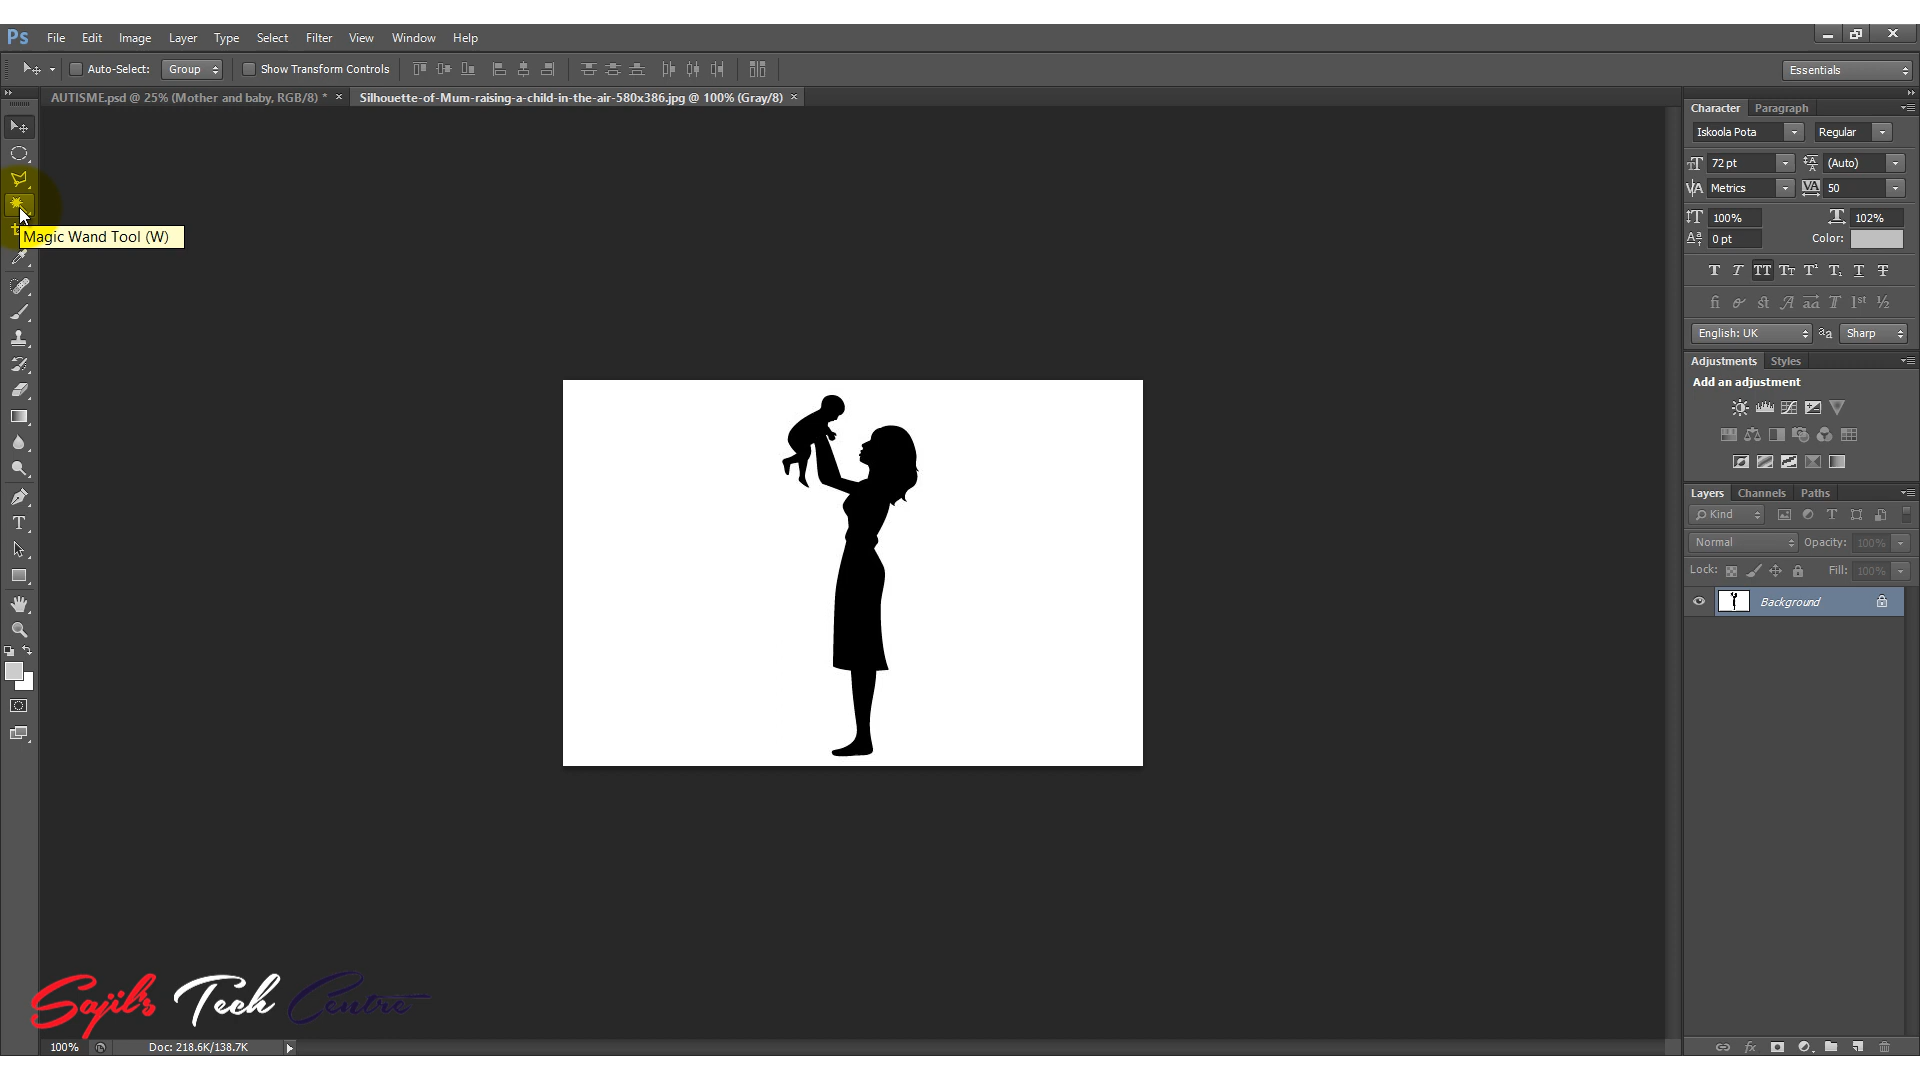 Ps File Edit Image Layer Type Select Filter View Window Help
Auto-Select: Group Show Transform Controls Essentials
AUTISME.psd @ 25% (Mother and baby, RGB/8) * × Silhouette-of-Mum-raising-a-child-in-the-air-580x386.jpg @ 100% (Gray/8) ×
Magic Wand Tool (W)
Character Paragraph
Iskoola Pota Regular
72 pt (Auto)
Metrics 50
100% 102%
0 pt Color:
English: UK Sharp
Adjustments Styles
Add an adjustment
Layers Channels Paths
Kind
Normal Opacity: 100%
Lock: Fill: 100%
Background
Sajil's Tech Centre
100% Doc: 218.6K/138.7K